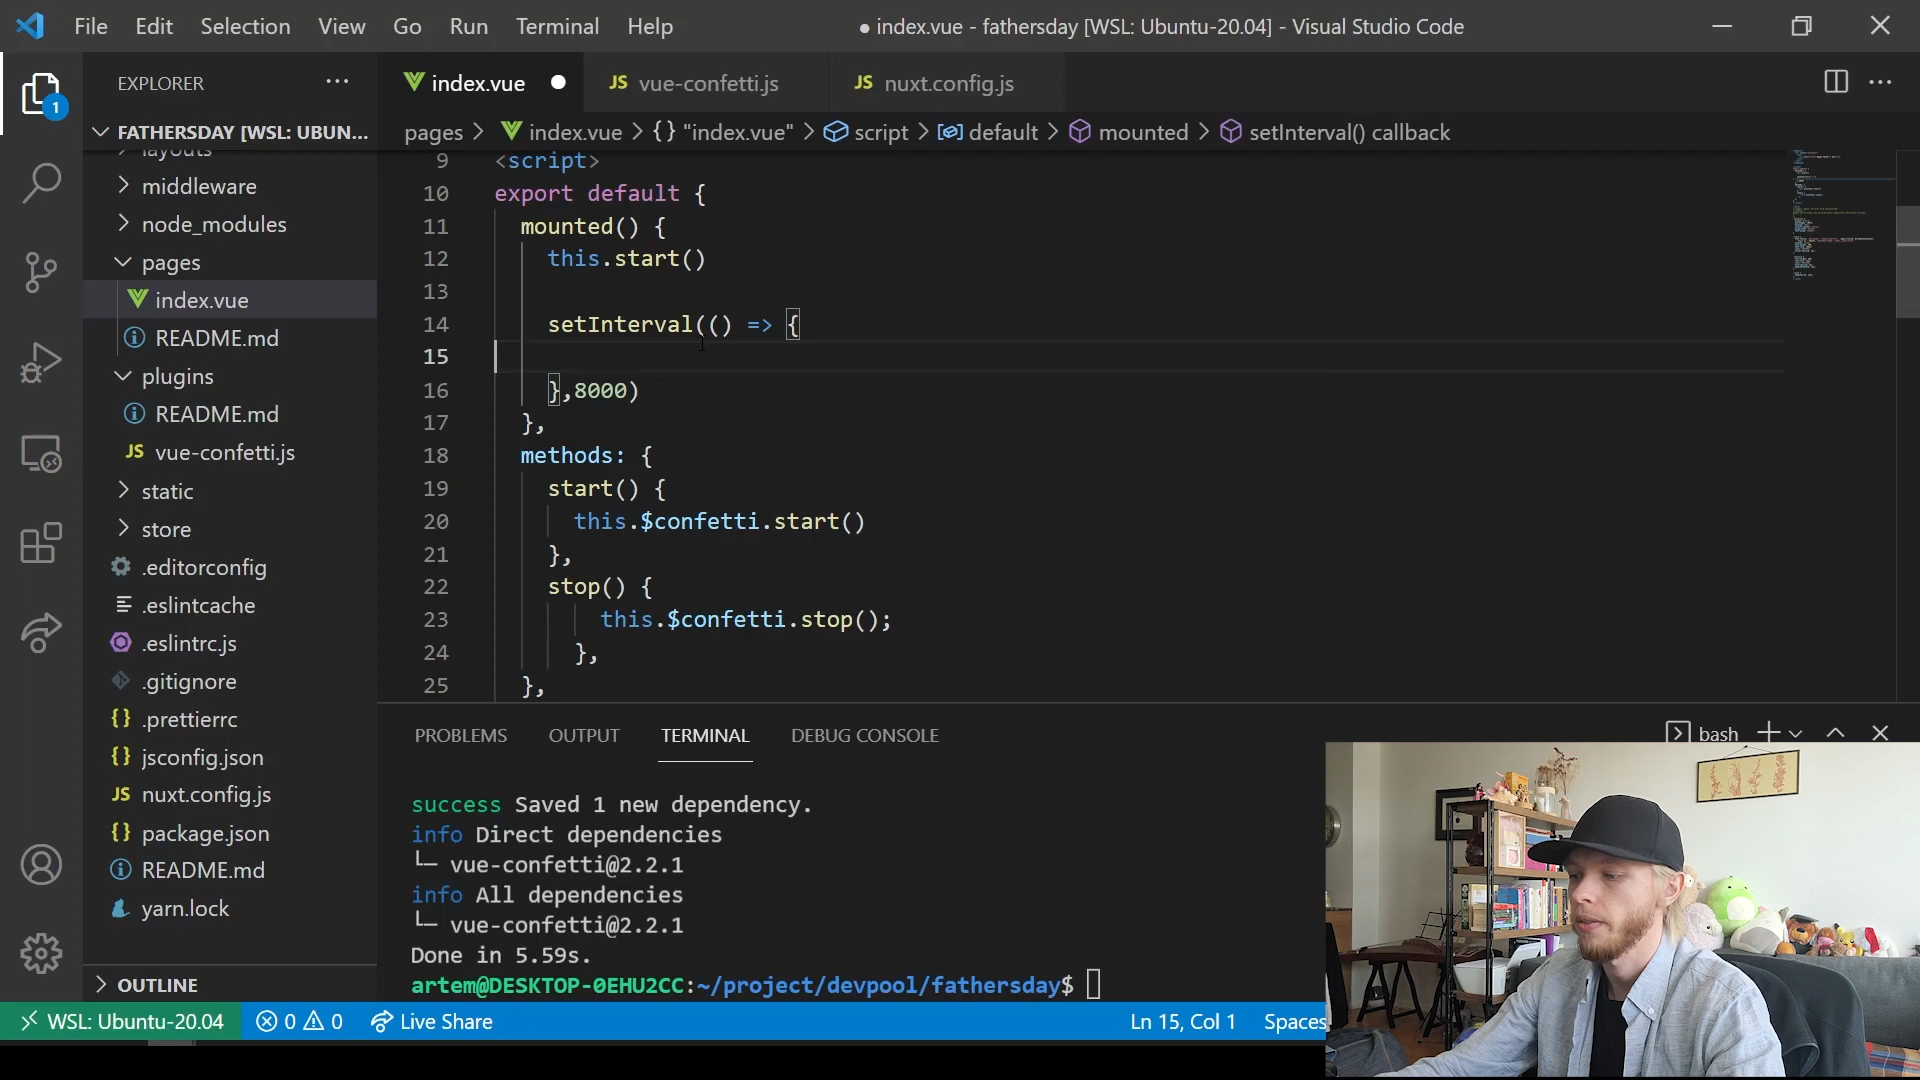 File Edit Selection View Go Run Terminal Help
● index.vue - fathersday [WSL: Ubuntu-20.04] - Visual Studio Code
EXPLORER ···
index.vue
JS vue-confetti.js
JS nuxt.config.js
1
FATHERSDAY [WSL: UBUN...
pages > index.vue > {} "index.vue" > script > default > mounted > setInterval() callback
layouts
middleware
node_modules
pages
index.vue
README.md
plugins
README.md
JS vue-confetti.js
static
store
.editorconfig
.eslintcache
.eslintrc.js
.gitignore
{} .prettierrc
{} jsconfig.json
JS nuxt.config.js
{} package.json
README.md
yarn.lock
OUTLINE
9 <script>
10 export default {
11 mounted() {
12 this.start()
13
14 setInterval(() => {
15
16 },8000)
17 },
18 methods: {
19 start() {
20 this.$confetti.start()
21 },
22 stop() {
23 this.$confetti.stop();
24 },
25 },
PROBLEMS OUTPUT TERMINAL DEBUG CONSOLE
bash
success Saved 1 new dependency.
info Direct dependencies
└─ vue-confetti@2.2.1
info All dependencies
└─ vue-confetti@2.2.1
Done in 5.59s.
artem@DESKTOP-0EHU2CC:~/project/devpool/fathersday$
WSL: Ubuntu-20.04 0 0 Live Share
Ln 15, Col 1 Spaces